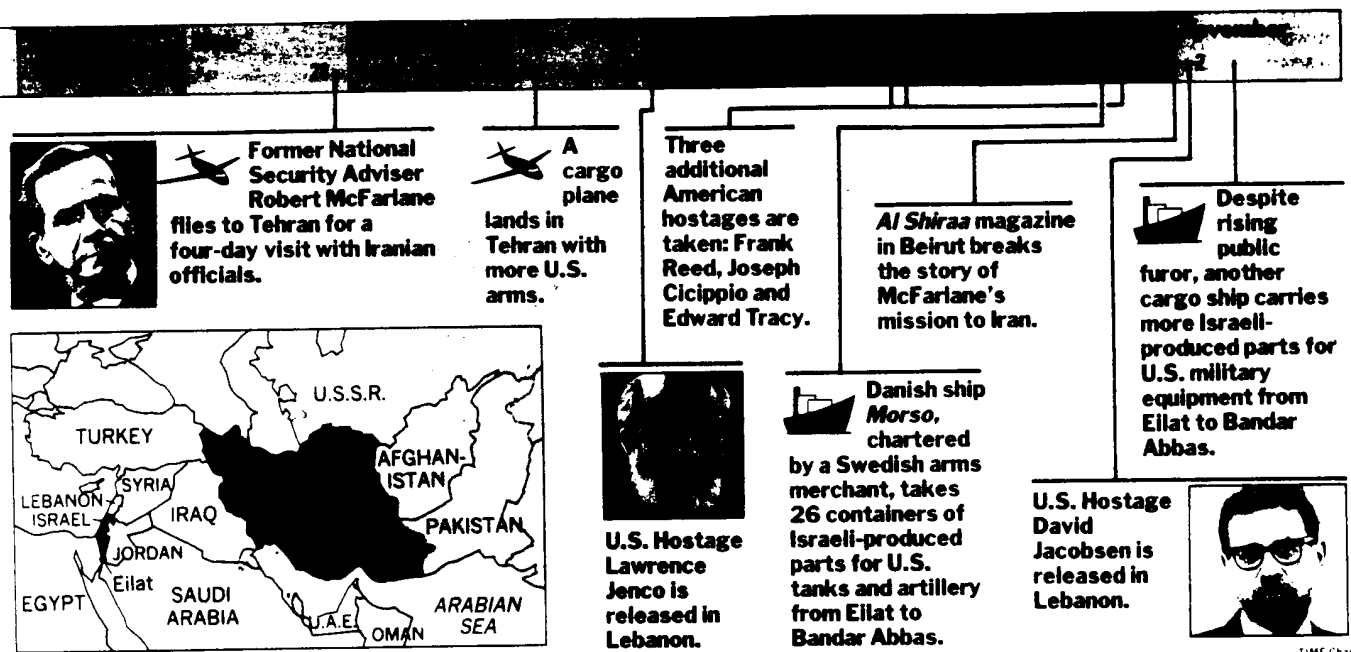 November
2
Former National
Security Adviser
Robert McFarlane
flies to Tehran for a
four-day visit with Iranian
officials.
A
cargo
plane
lands in
Tehran with
more U.S.
arms.
Three
additional
American
hostages are
taken: Frank
Reed, Joseph
Cicippio and
Edward Tracy.
Al Shiraa magazine
in Beirut breaks
the story of
McFarlane's
mission to Iran.
Despite
rising
public
furor, another
cargo ship carries
more Israeli-
produced parts for
U.S. military
equipment from
Eilat to Bandar
Abbas.
U.S.S.R.
TURKEY
AFGHAN-
ISTAN
SYRIA
LEBANON
ISRAEL
IRAQ
PAKISTAN
JORDAN
Eilat
EGYPT
SAUDI
ARABIA
U.A.E.
OMAN
ARABIAN
SEA
U.S. Hostage
Lawrence
Jenco is
released in
Lebanon.
Danish ship
Morso,
chartered
by a Swedish arms
merchant, takes
26 containers of
Israeli-produced
parts for U.S.
tanks and artillery
from Eilat to
Bandar Abbas.
U.S. Hostage
David
Jacobsen is
released in
Lebanon.